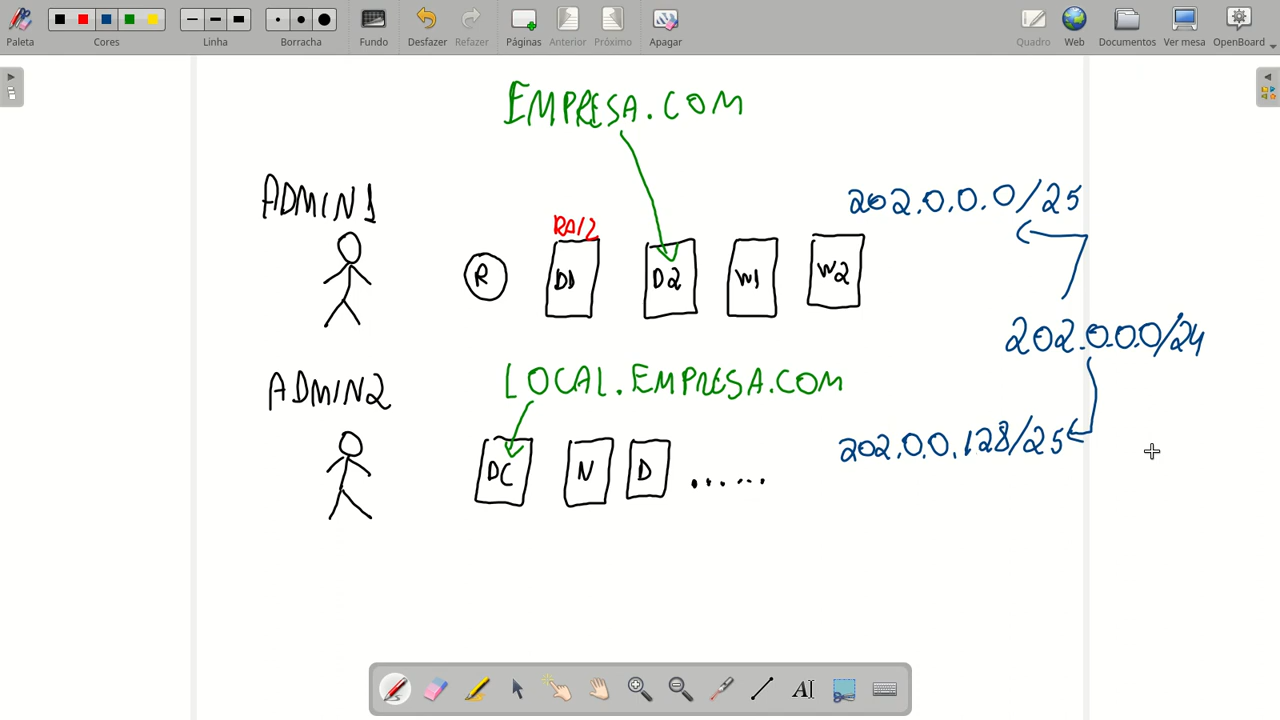 Paleta
Cores
Linha
Borracha
Fundo
Desfazer
Refazer
Páginas
Anterior
Próximo
Apagar
Quadro
Web
Documentos
Ver mesa
OpenBoard
EMPRESA.COM
ADMIN1
202.0.0.0/25
R
D1
D2
W1
W2
202.0.0.0/24
LOCAL.EMPRESA.COM
ADMIN2
202.0.0.128/25
DC
N
D
......
AI